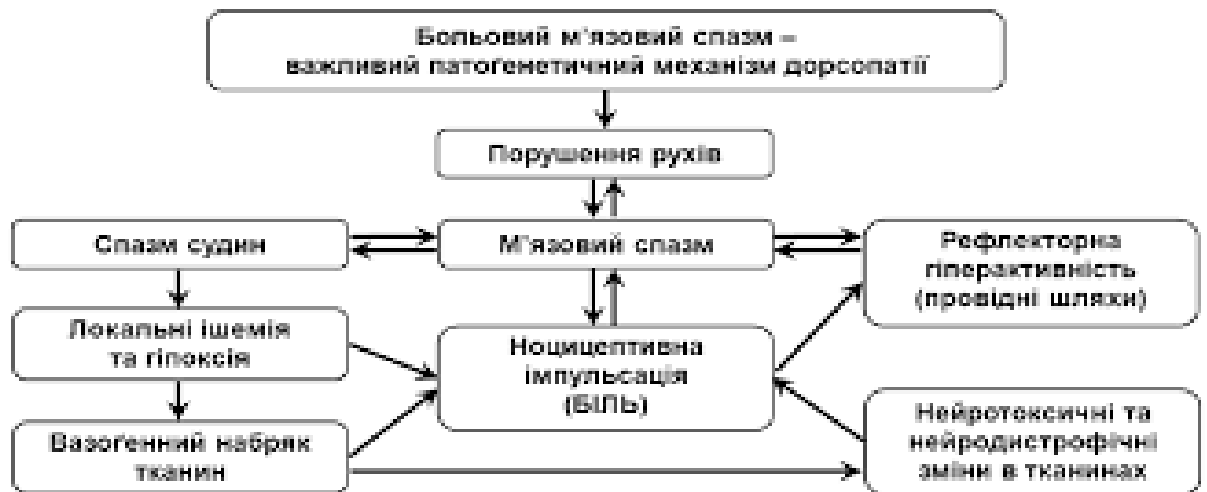 Больовий м'язовий спазм –
важливий патогенетичний механізм дорсопатії
Порушення рухів
Спазм судин
М'язовий спазм
Рефлекторна
гіперактивність
(провідні шляхи)
Локальні ішемія
та гіпоксія
Ноцицептивна
імпульсація
(БІЛЬ)
Вазогенний набряк
тканин
Нейротоксичні та
нейродистрофічні
зміни в тканинах